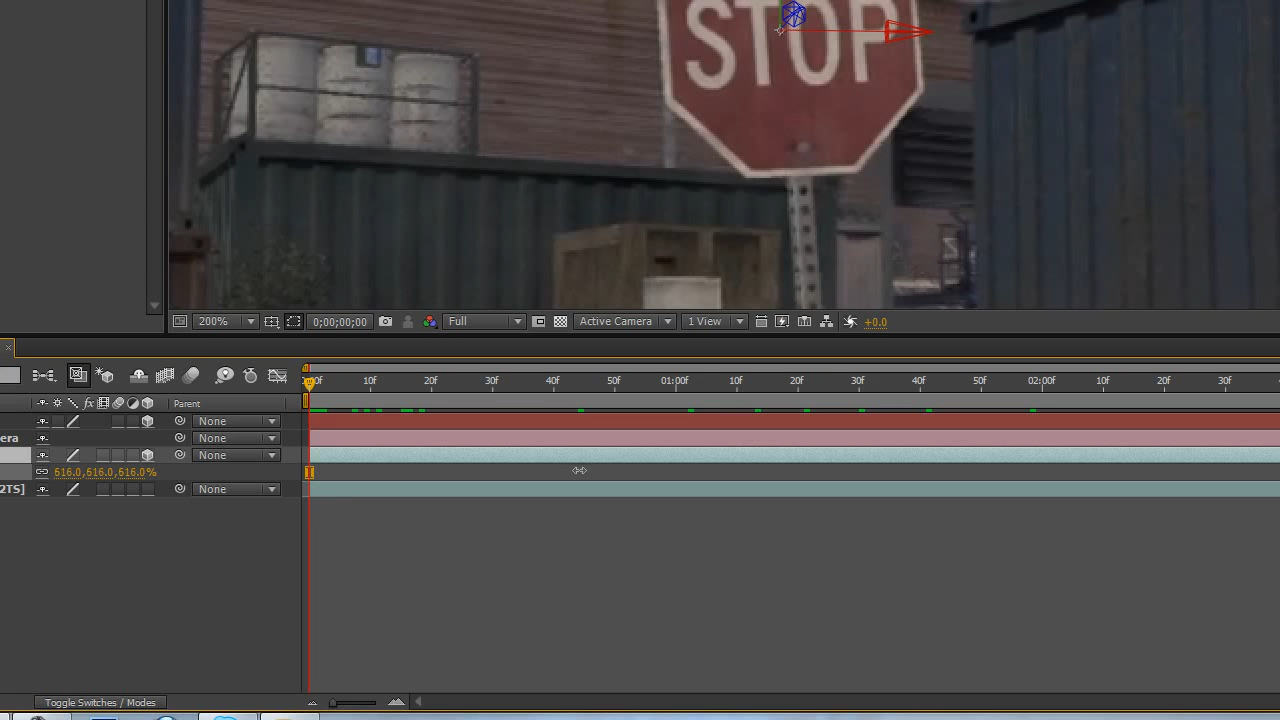 STOP
200%
0;00;00;00
Full
Active Camera
1 View
+0.0
00f 10f 20f 30f 40f 50f 01:00f 10f 20f 30f 40f 50f 02:00f 10f 20f 30f
fx Parent
None
era None
None
616.0,616.0,616.0%
2TS] None
Toggle Switches / Modes